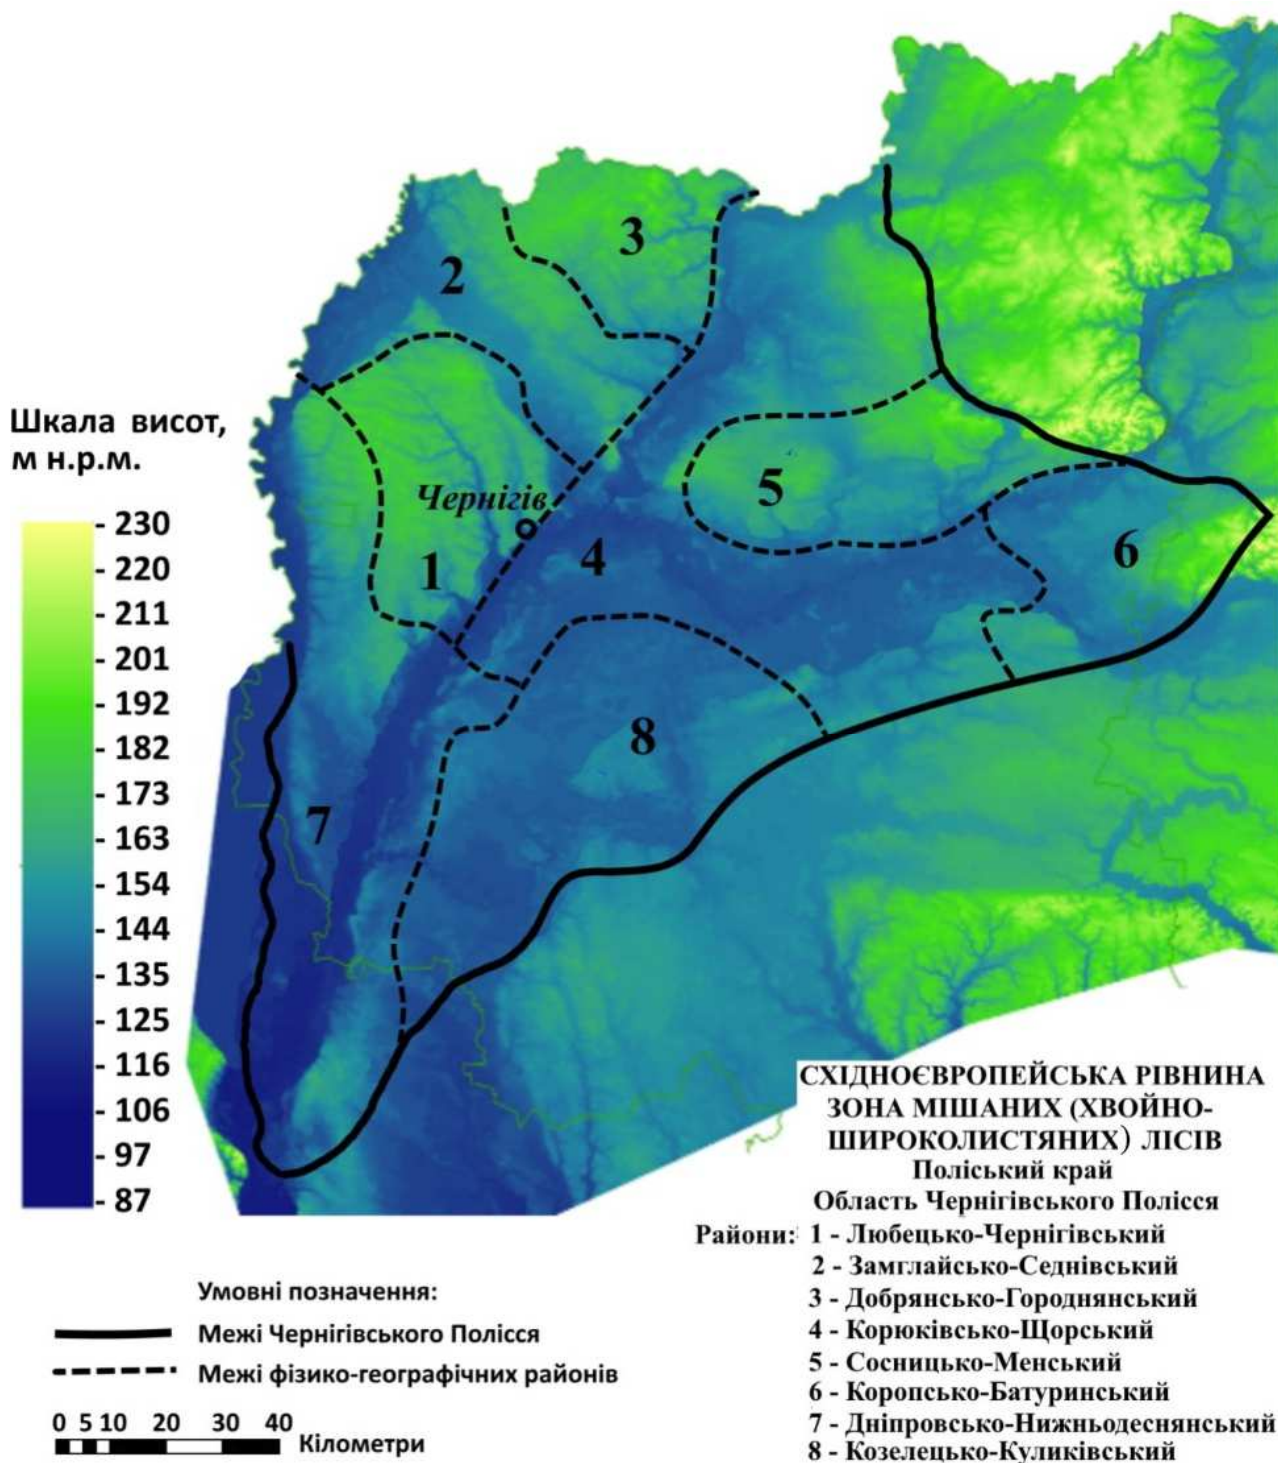 3
2
Шкала висот,
м н.р.м.
- 230
- 220
- 211
- 201
- 192
- 182
- 173
- 163
- 154
- 144
- 135
- 125
- 116
- 106
- 97
- 87
Чернігів
5
4
6
1
8
7
СХІДНОЄВРОПЕЙСЬКА РІВНИНА
ЗОНА МІШАНИХ (ХВОЙНО-
ШИРОКОЛИСТЯНИХ) ЛІСІВ
Поліський край
Область Чернігівського Полісся
Райони: 1 - Любецько-Чернігівський
2 - Замглайсько-Седнівський
3 - Добрянсько-Городнянський
4 - Корюківсько-Щорський
5 - Сосницько-Менський
6 - Коропсько-Батуринський
7 - Дніпровсько-Нижньодеснянський
8 - Козелецько-Куликівський
Умовні позначення:
Межі Чернігівського Полісся
Межі фізико-географічних районів
0 5 10 20 30 40
Кілометри